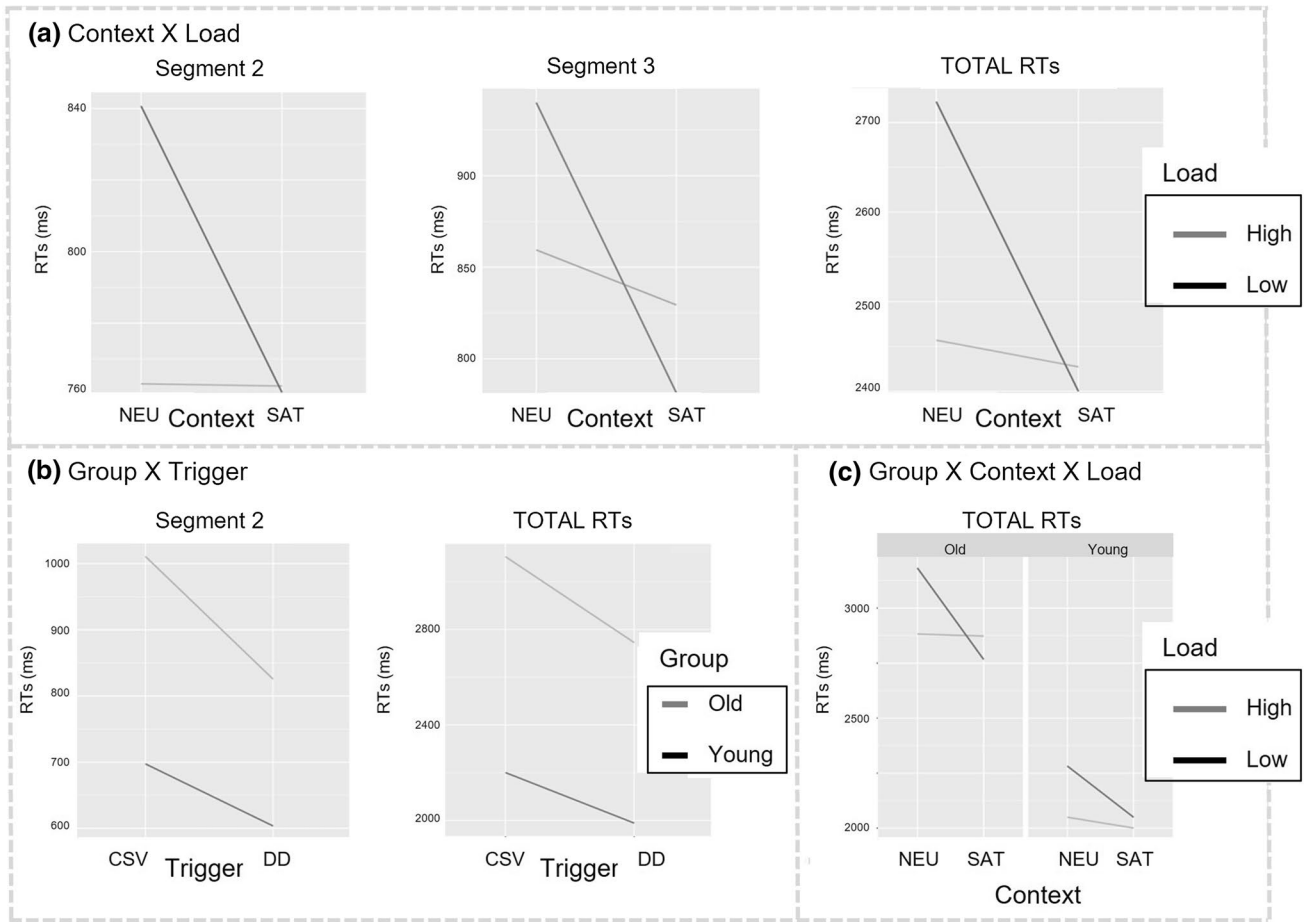 (a) Context X Load
Segment 2
840
800
760
RTs (ms)
NEU Context SAT
Segment 3
900
850
800
RTs (ms)
NEU Context SAT
TOTAL RTs
2700
2600
2500
2400
RTs (ms)
NEU Context SAT
Load
High
Low
(b) Group X Trigger
Segment 2
1000
900
800
700
600
RTs (ms)
CSV Trigger DD
TOTAL RTs
2800
2400
2000
RTs (ms)
CSV Trigger DD
Group
Old
Young
(c) Group X Context X Load
TOTAL RTs
Old Young
3000
2500
2000
RTs (ms)
NEU SAT NEU SAT
Context
Load
High
Low